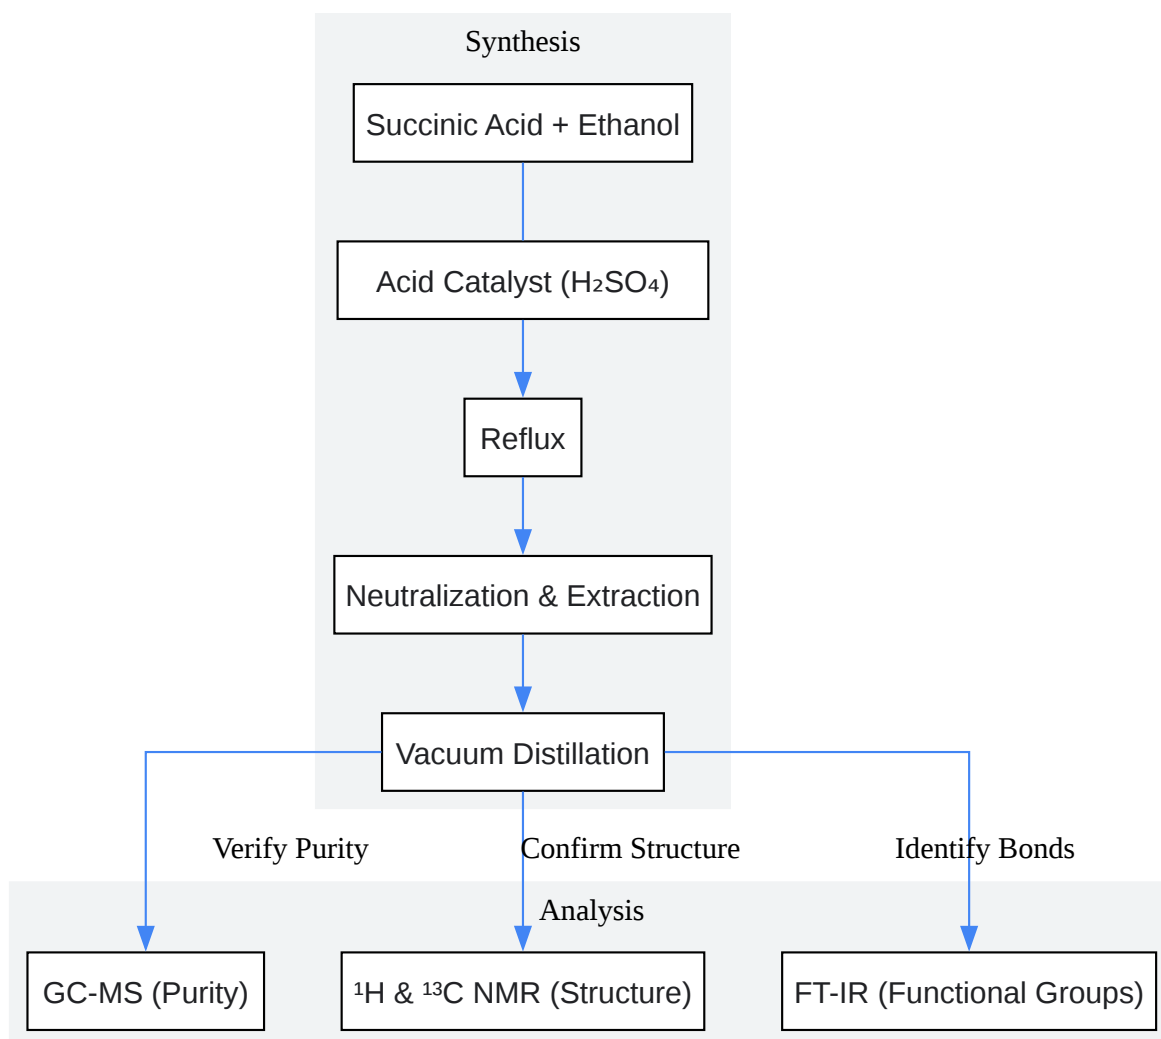 Synthesis
Succinic Acid + Ethanol
Acid Catalyst (H₂SO₄)
Reflux
Neutralization & Extraction
Vacuum Distillation
Verify Purity
Confirm Structure
Identify Bonds
Analysis
GC-MS (Purity)
¹H & ¹³C NMR (Structure)
FT-IR (Functional Groups)